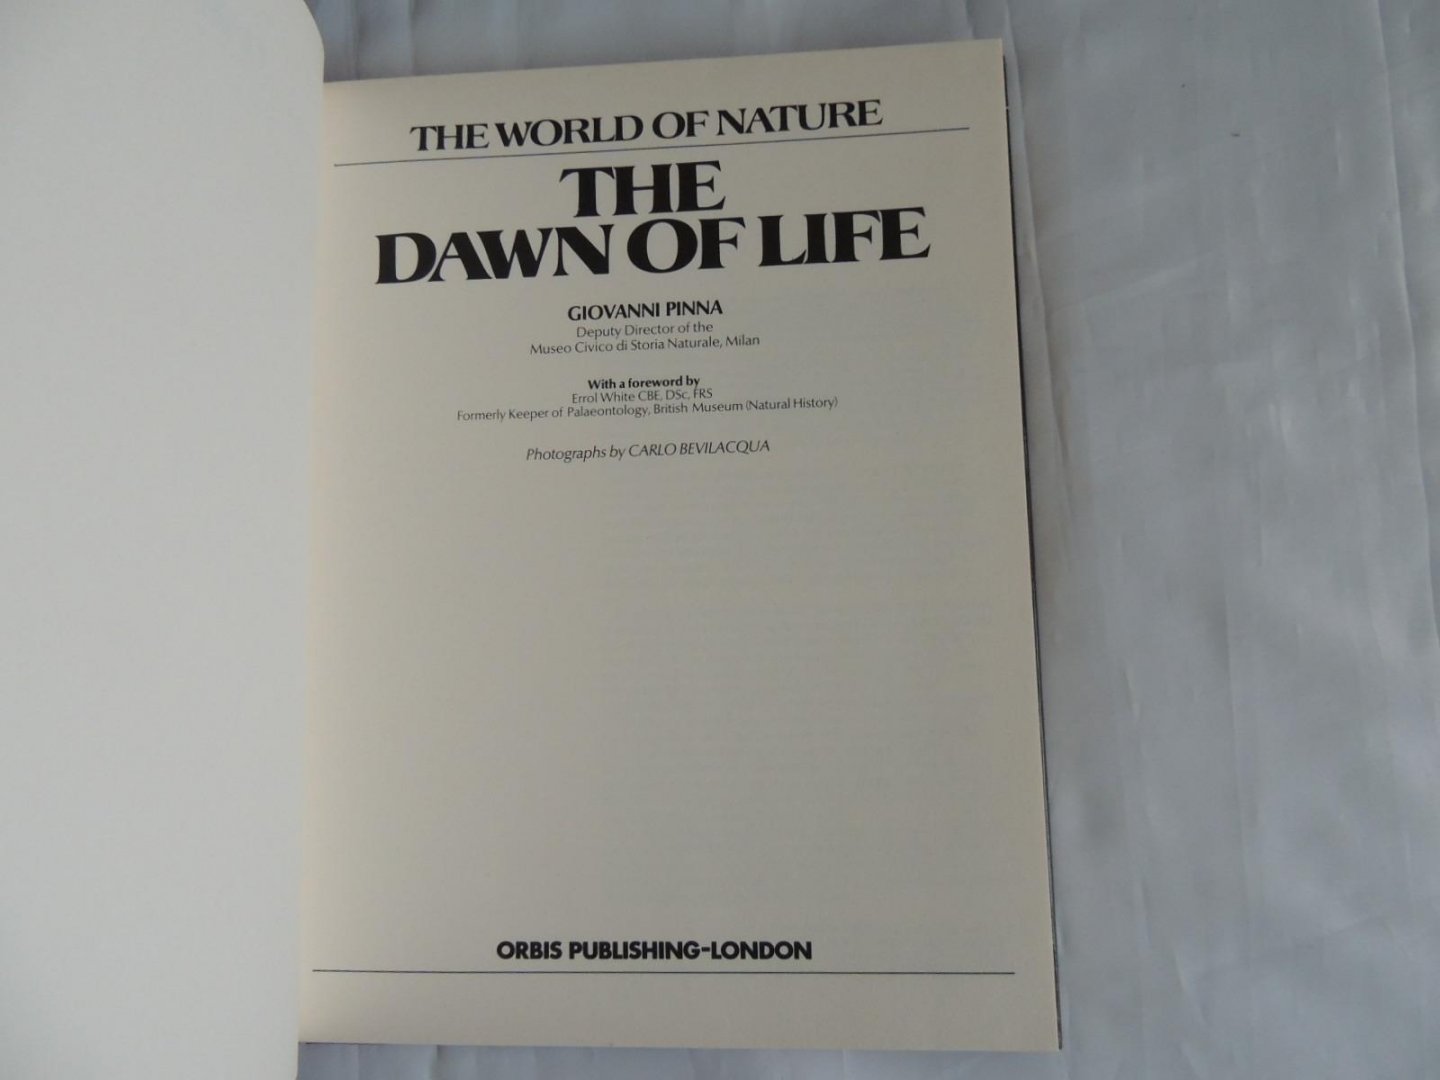 THE WORLD OF NATURE
THE
DAWN OF LIFE
GIOVANNI PINNA
Deputy Director of the
Museo Civico di Storia Naturale, Milan
With a foreword by
Errol White CBE, DSc, FRS
Formerly Keeper of Palaeontology, British Museum (Natural History)
Photographs by CARLO BEVILACQUA
ORBIS PUBLISHING-LONDON